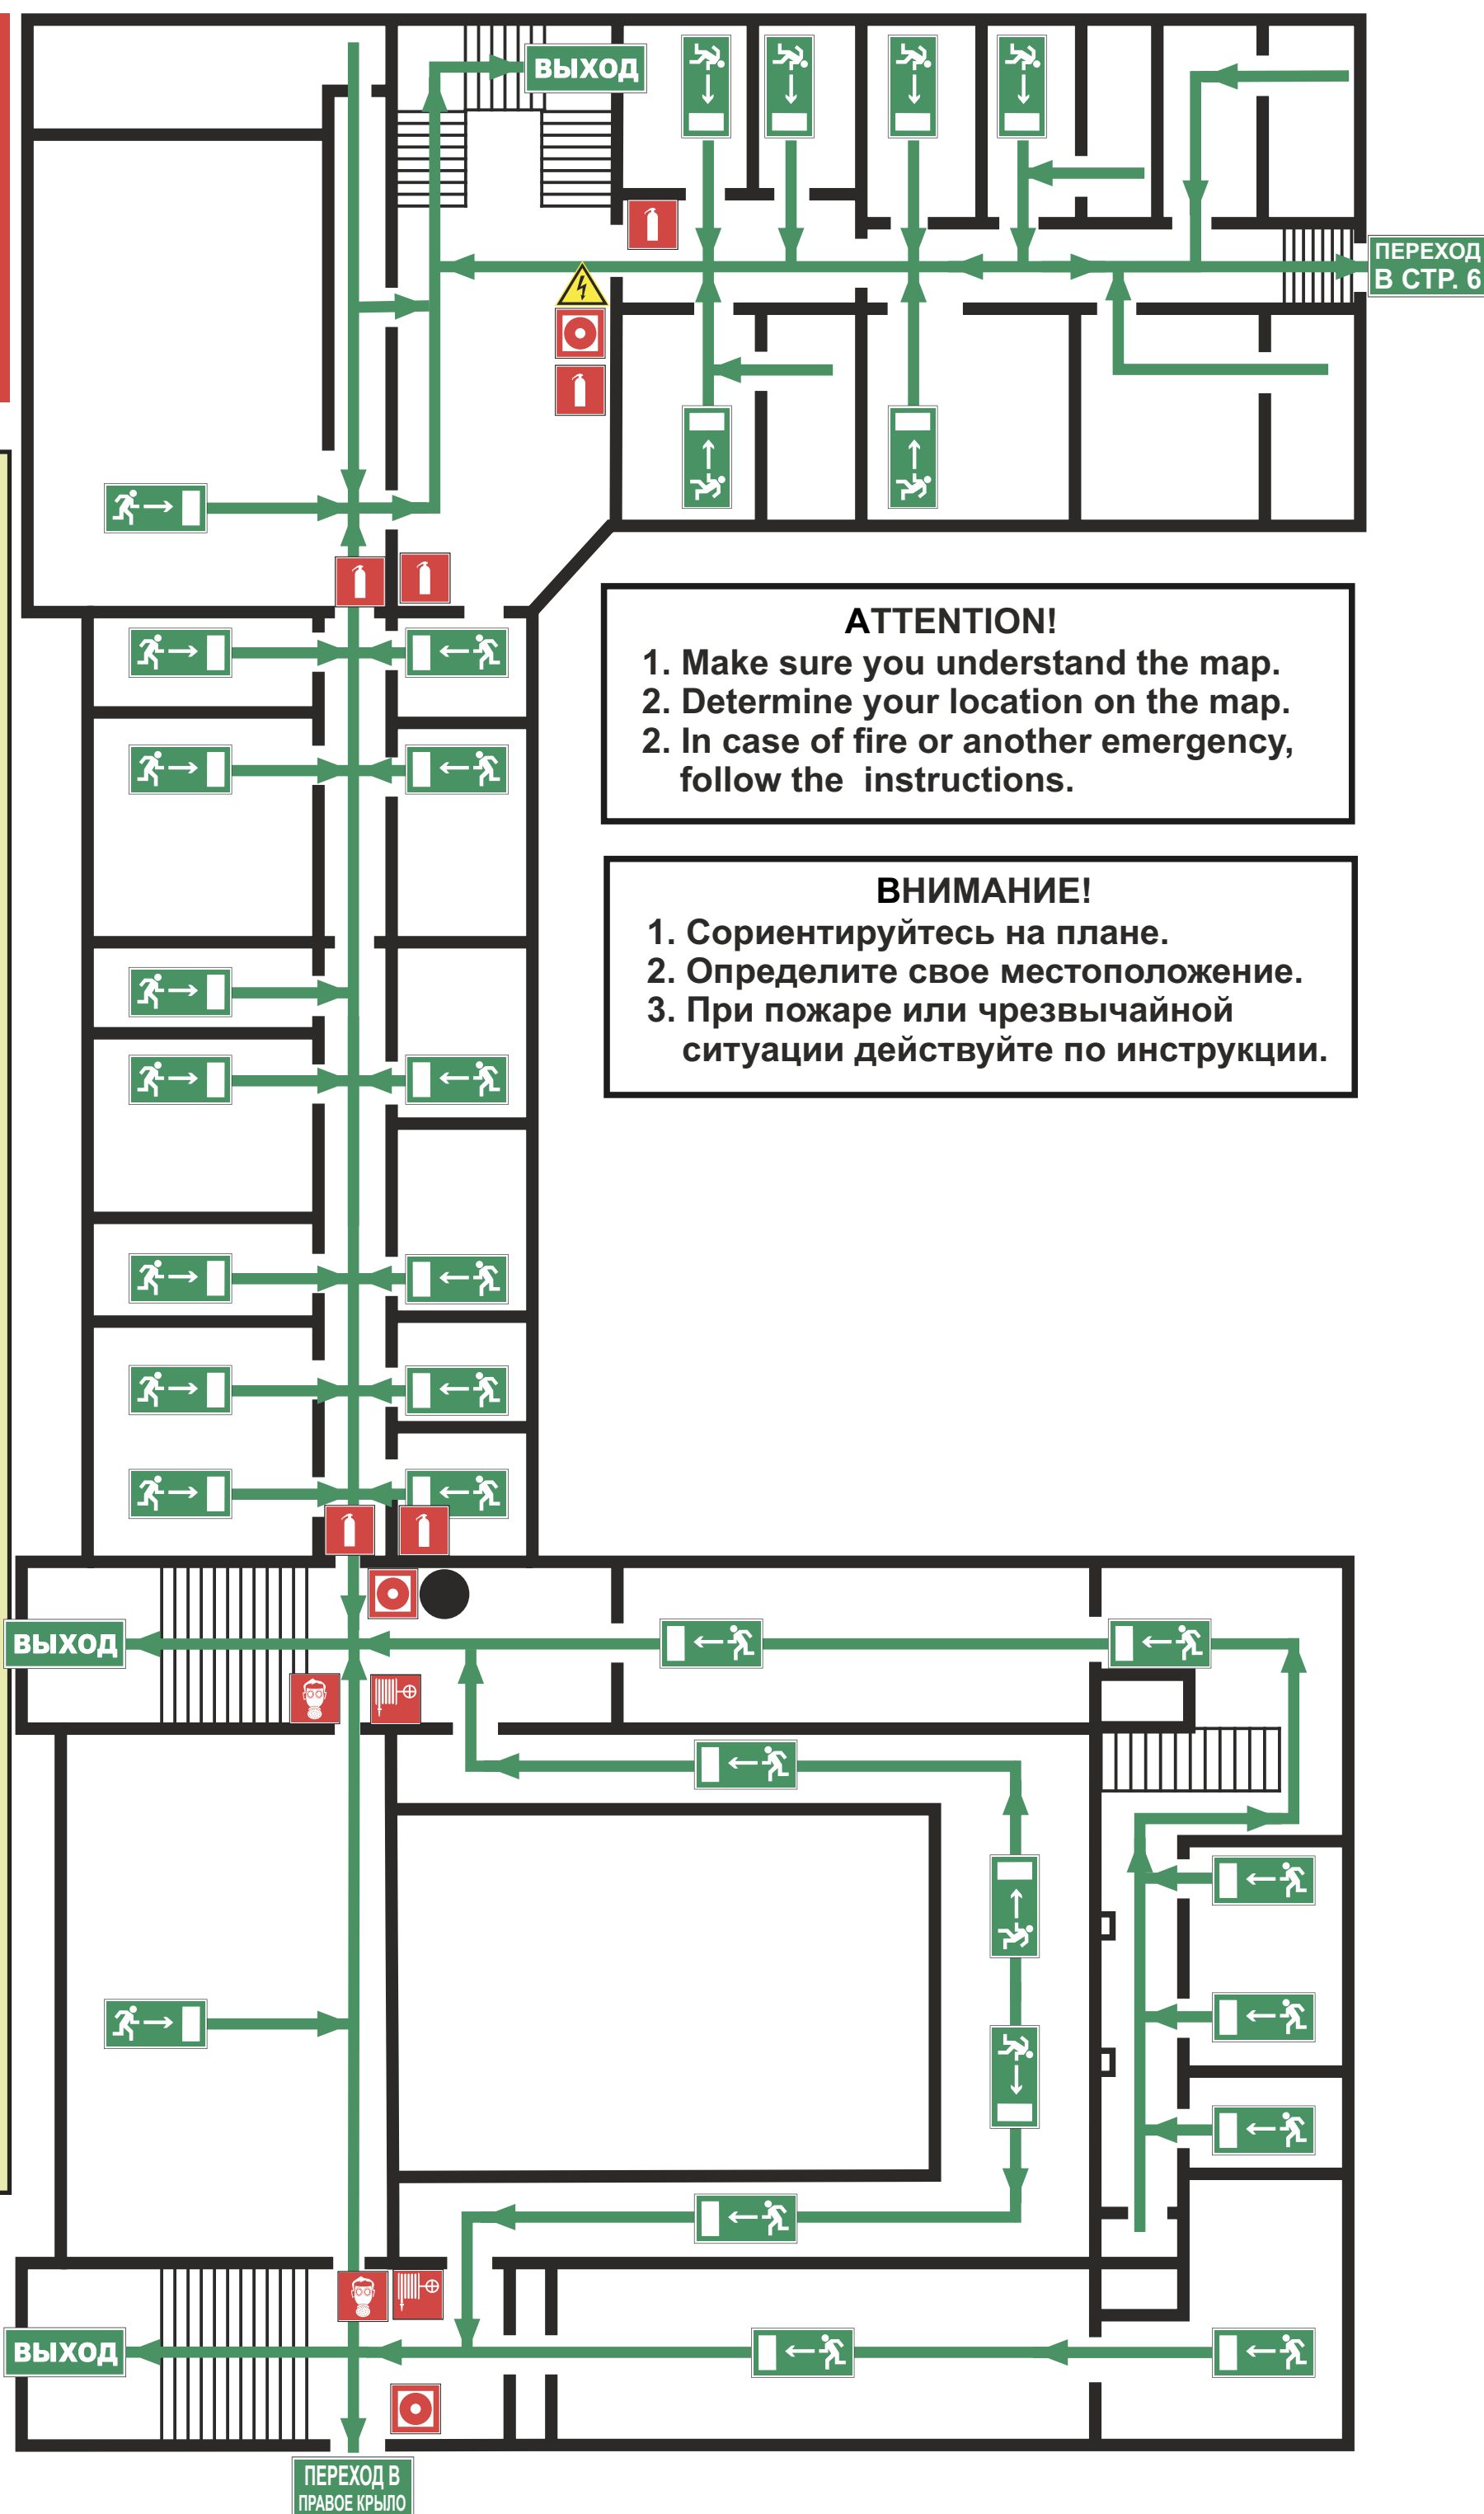 ВЫХОД
ПЕРЕХОД
В СТР. 6
ATTENTION!
1. Make sure you understand the map.
2. Determine your location on the map.
2. In case of fire or another emergency,
follow the instructions.
ВНИМАНИЕ!
1. Сориентируйтесь на плане.
2. Определите свое местоположение.
3. При пожаре или чрезвычайной
ситуации действуйте по инструкции.
ВЫХОД
ВЫХОД
ПЕРЕХОД В
ПРАВОЕ КРЫЛО